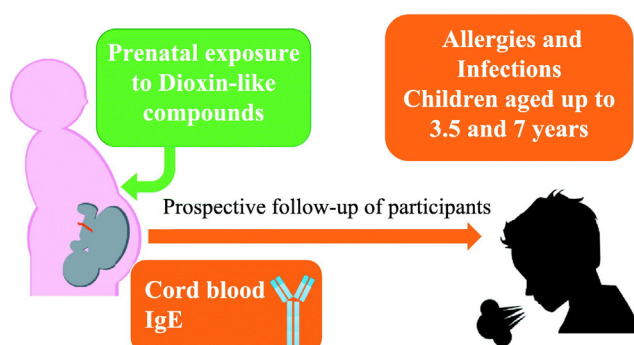 Prenatal exposure
to Dioxin-like
compounds
Allergies and
Infections
Children aged up to
3.5 and 7 years
Prospective follow-up of participants
Cord blood
IgE